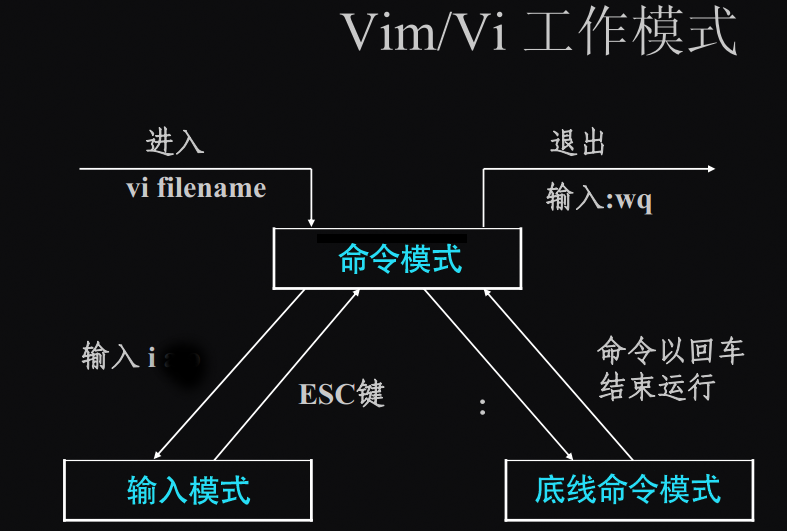 Vim/Vi 工作模式
进入
vi filename
退出
输入:wq
命令模式
输入 i
ESC键
:
命令以回车
结束运行
输入模式
底线命令模式